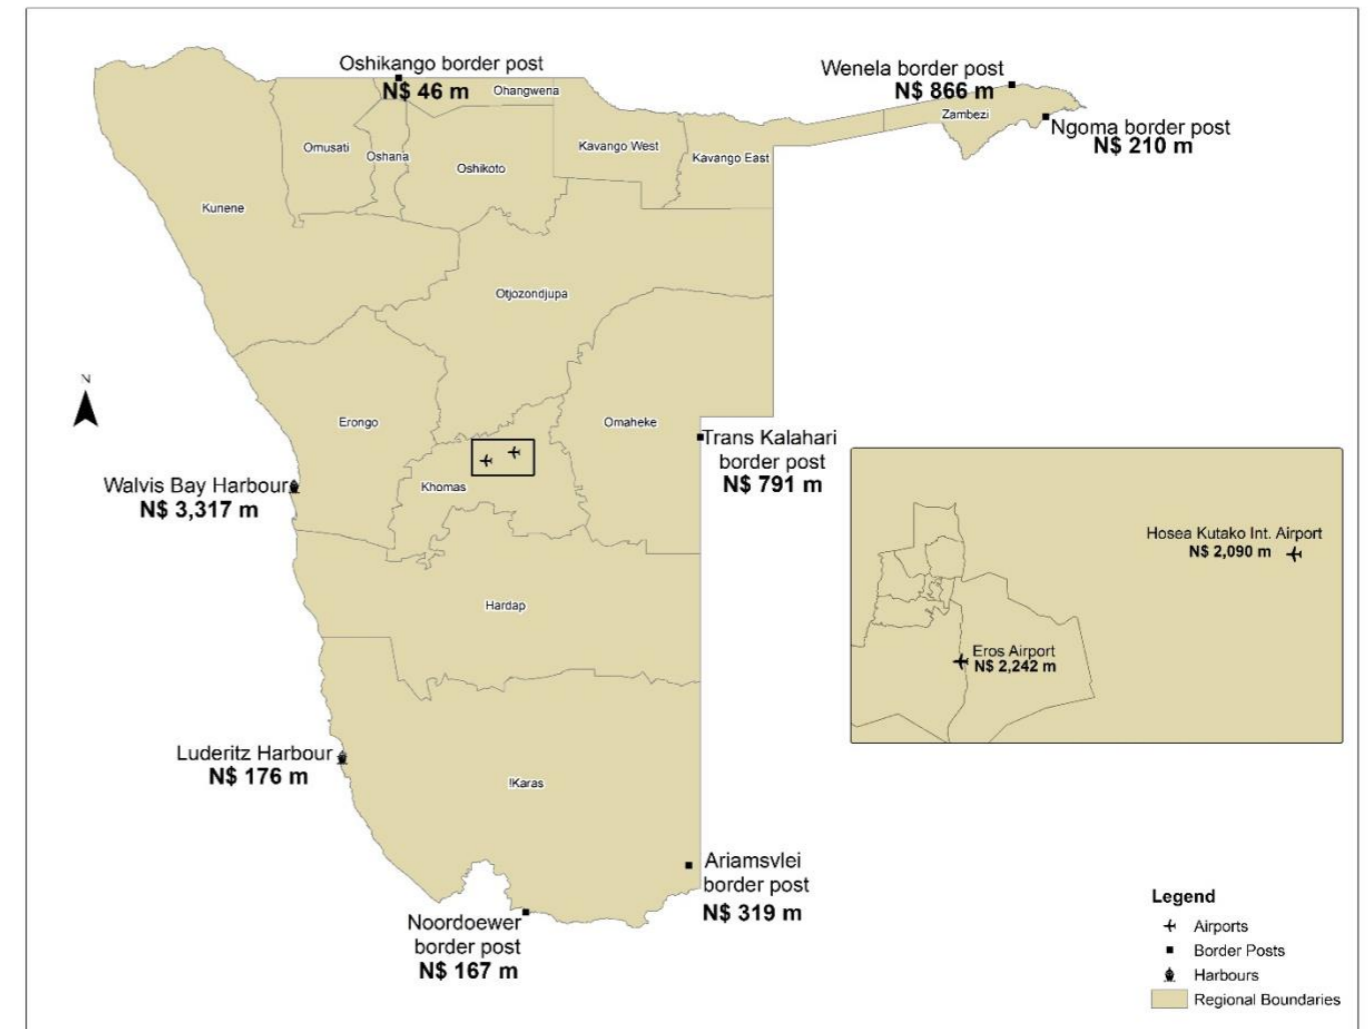 Oshikango border post
N$ 46 m
Ohangwena
Wenela border post
N$ 866 m
Zambezi
Ngoma border post
N$ 210 m
Omusati
Oshana
Oshikoto
Kavango West
Kavango East
Kunene
Otjozondjupa
N
Erongo
Omaheke
Trans Kalahari
border post
N$ 791 m
Walvis Bay Harbour
N$ 3,317 m
Khomas
Hosea Kutako Int. Airport
N$ 2,090 m
Eros Airport
N$ 2,242 m
Hardap
Luderitz Harbour
N$ 176 m
!Karas
Ariamsvlei
border post
N$ 319 m
Noordoewer
border post
N$ 167 m
Legend
Airports
Border Posts
Harbours
Regional Boundaries